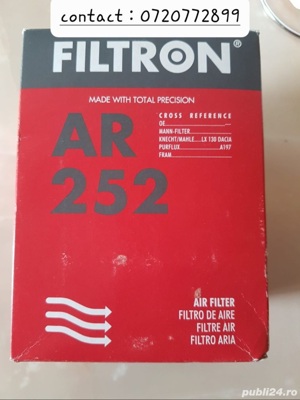 contact : 0720772899
FILTRON®
MADE WITH TOTAL PRECISION
AR
252
CROSS REFERENCE
OE
MANN-FILTER
KNECHT/MAHLE....LX 130 DACIA
PURFLUX A197
FRAM
AIR FILTER
FILTRO DE AIRE
FILTRE AIR
FILTRO ARIA
publi24.ro